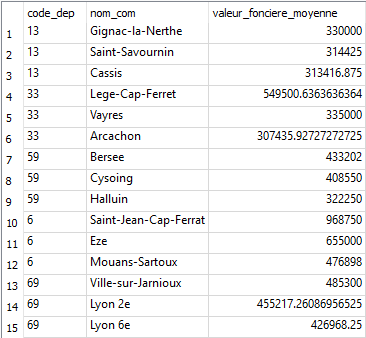 code_dep nom_com valeur_fonciere_moyenne
1 13 Gignac-la-Nerthe 330000
2 13 Saint-Savournin 314425
3 13 Cassis 313416.875
4 33 Lege-Cap-Ferret 549500.6363636364
5 33 Vayres 335000
6 33 Arcachon 307435.92727272725
7 59 Bersee 433202
8 59 Cysoing 408550
9 59 Halluin 322250
10 6 Saint-Jean-Cap-Ferrat 968750
11 6 Eze 655000
12 6 Mouans-Sartoux 476898
13 69 Ville-sur-Jarnioux 485300
14 69 Lyon 2e 455217.26086956525
15 69 Lyon 6e 426968.25